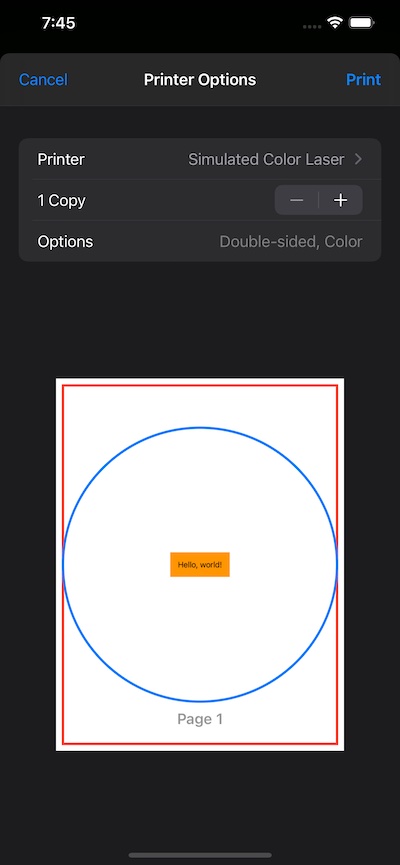 7:45
Cancel
Printer Options
Print
Printer
Simulated Color Laser
1 Copy
Options
Double-sided, Color
Hello, world!
Page 1